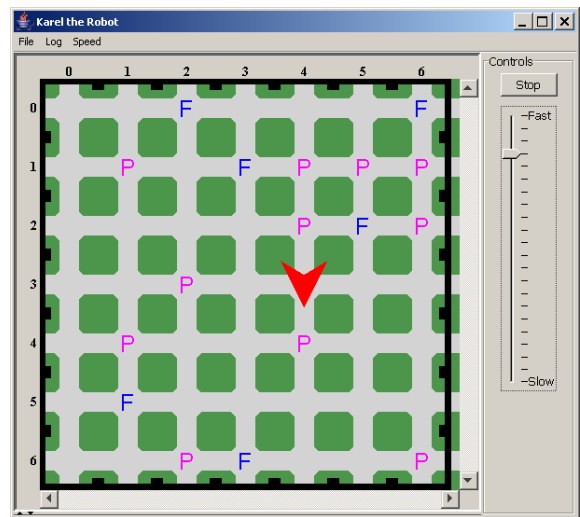 Karel the Robot
File Log Speed
Controls
0 1 2 3 4 5 6
Stop
0 F F
Fast
1 P F P P P
2 P F P
3 P
4 P P
Slow
5 F
6 P F P